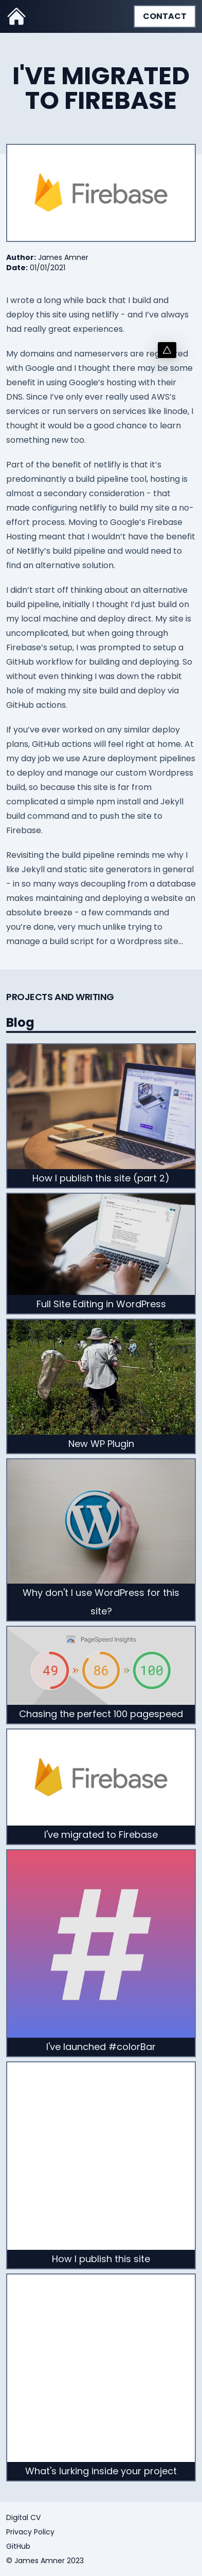 CONTACT
I'VE MIGRATED
TO FIREBASE
Firebase
Author: James Amner
Date: 01/01/2021
I wrote a long while back that I build and
deploy this site using netlify - and I've always
had really great experiences.
My domains and nameservers are registered
with Google and I thought there may be some
benefit in using Google's hosting with their
DNS. Since I've only ever really used AWS's
services or run servers on services like linode, I
thought it would be a good chance to learn
something new too.
Part of the benefit of netlify is that it's
predominantly a build pipeline tool, hosting is
almost a secondary consideration - that
made configuring netlify to build my site a no-
effort process. Moving to Google's Firebase
Hosting meant that I wouldn't have the benefit
of Netlify's build pipeline and would need to
find an alternative solution.
I didn't start off thinking about an alternative
build pipeline, initially I thought I'd just build on
my local machine and deploy direct. My site is
uncomplicated, but when going through
Firebase's setup, I was prompted to setup a
GitHub workflow for building and deploying. So
without even thinking I was down the rabbit
hole of making my site build and deploy via
GitHub actions.
If you've ever worked on any similar deploy
plans, GitHub actions will feel right at home. At
my day job we use Azure deployment pipelines
to deploy and manage our custom Wordpress
build, so because this site is far from
complicated a simple npm install and Jekyll
build command and to push the site to
Firebase.
Revisiting the build pipeline reminds me why I
like Jekyll and static site generators in general
- in so many ways decoupling from a database
makes maintaining and deploying a website an
absolute breeze - a few commands and
you're done, very much unlike trying to
manage a build script for a Wordpress site...
PROJECTS AND WRITING
Blog
How I publish this site (part 2)
Full Site Editing in WordPress
New WP Plugin
Why don't I use WordPress for this
site?
PageSpeed Insights
49 » 86 » 100
Chasing the perfect 100 pagespeed
Firebase
I've migrated to Firebase
#
I've launched #colorBar
How I publish this site
What's lurking inside your project
Digital CV
Privacy Policy
GitHub
© James Amner 2023